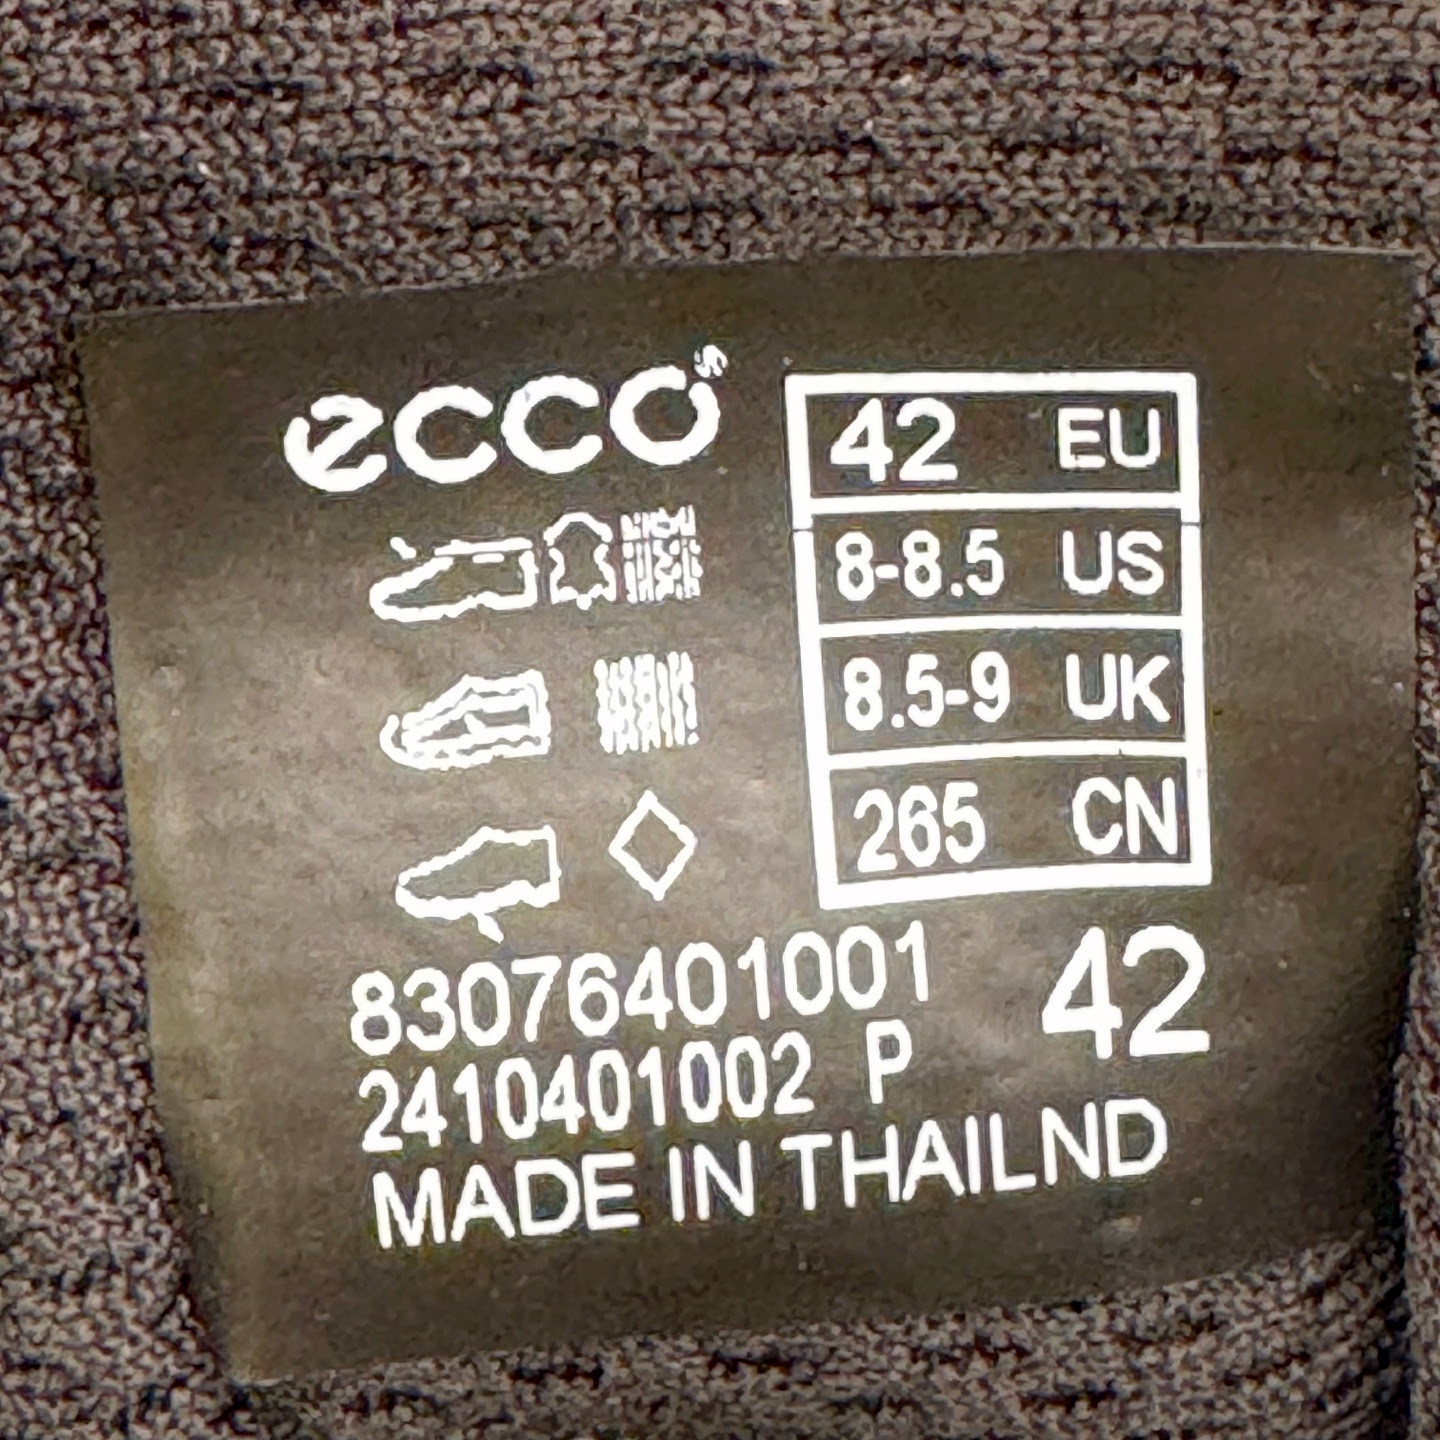 ecco
42 EU
8-8.5 US
8.5-9 UK
265 CN
83076401001
2410401002 P
42
MADE IN THAILND